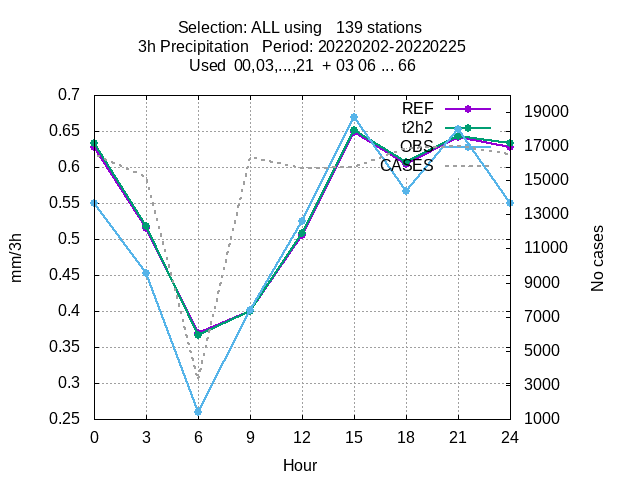 Selection: ALL using   139 stations
3h Precipitation   Period: 20220202-20220225
Used  00,03,...,21  + 03 06 ... 66
0.7
0.65
0.6
0.55
0.5
0.45
0.4
0.35
0.3
0.25
mm/3h
REF
t2h2
OBS
CASES
19000
17000
15000
13000
11000
9000
7000
5000
3000
1000
No cases
0 3 6 9 12 15 18 21 24
Hour